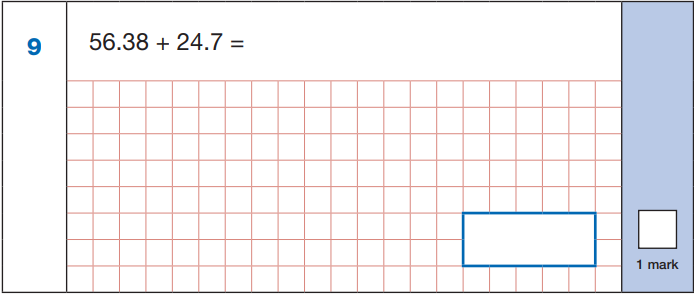 9
56.38 + 24.7 =
1 mark